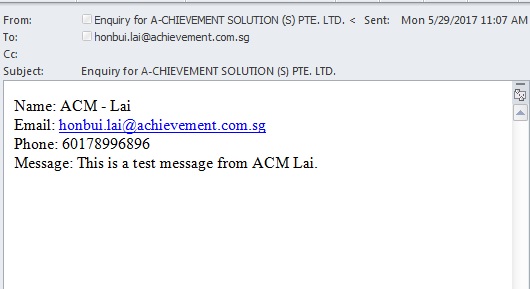 From: Enquiry for A-CHIEVEMENT SOLUTION (S) PTE. LTD. < Sent: Mon 5/29/2017 11:07 AM
To: honbui.lai@achievement.com.sg
Cc:
Subject: Enquiry for A-CHIEVEMENT SOLUTION (S) PTE. LTD.
Name: ACM - Lai
Email: honbui.lai@achievement.com.sg
Phone: 60178996896
Message: This is a test message from ACM Lai.